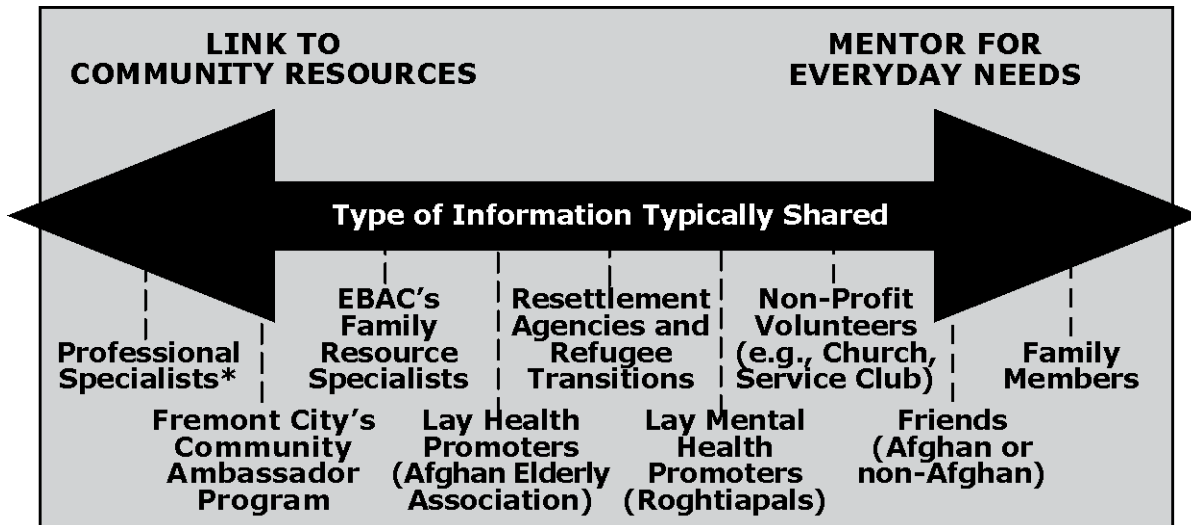 LINK TO
COMMUNITY RESOURCES
MENTOR FOR
EVERYDAY NEEDS
Type of Information Typically Shared
Professional
Specialists*
Fremont City's
Community
Ambassador
Program
EBAC's
Family
Resource
Specialists
Lay Health
Promoters
(Afghan Elderly
Association)
Resettlement
Agencies and
Refugee
Transitions
Lay Mental
Health
Promoters
(Roghtiapals)
Non-Profit
Volunteers
(e.g., Church,
Service Club)
Friends
(Afghan or
non-Afghan)
Family
Members